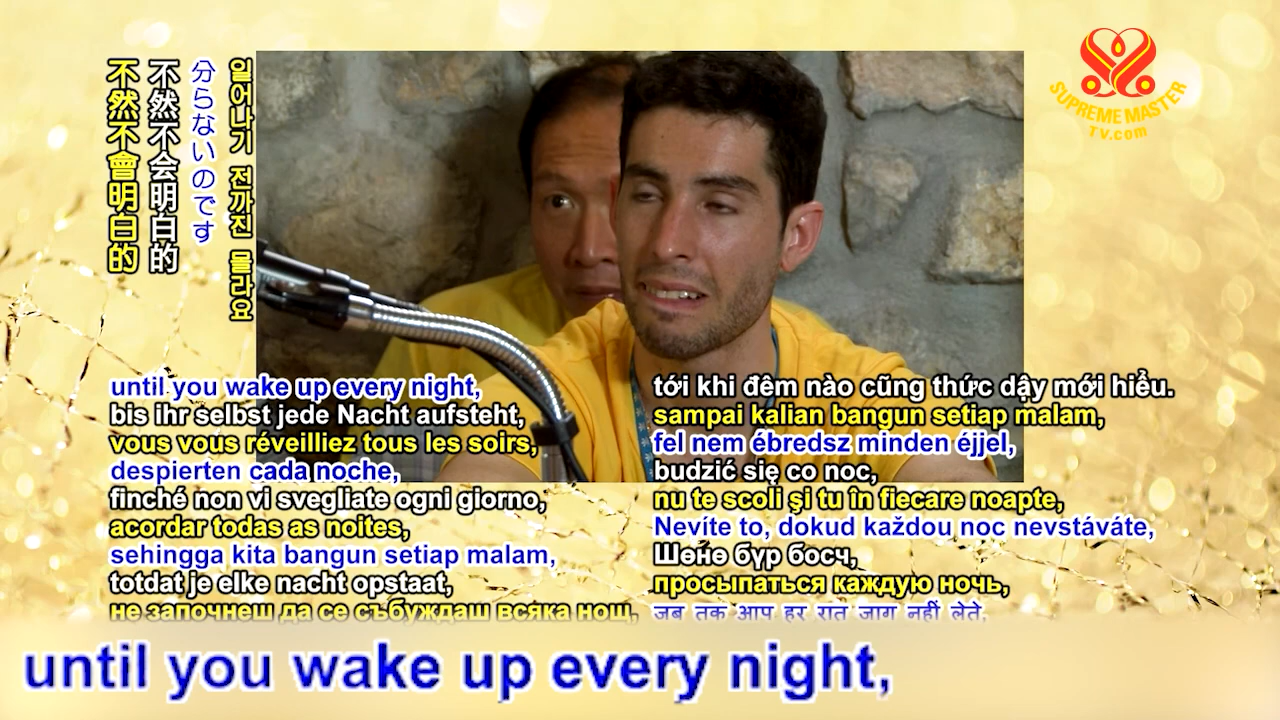 不然不會明白的
不然不会明白的
分らないのです
일어나기 전까진 몰라요
SUPREME MASTER
TV.com
until you wake up every night,
bis ihr selbst jede Nacht aufsteht,
vous vous réveilliez tous les soirs,
despierten cada noche,
finché non vi svegliate ogni giorno,
acordar todas as noites,
sehingga kita bangun setiap malam,
totdat je elke nacht opstaat,
не започнеш да се събуждаш всяка нощ,
tới khi đêm nào cũng thức dậy mới hiểu.
sampai kalian bangun setiap malam,
fel nem ébredsz minden éjjel,
budzić się co noc,
nu te scoli şi tu în fiecare noapte,
Nevíte to, dokud každou noc nevstáváte,
Шөнө бүр босч,
просыпаться каждую ночь,
जब तक आप हर रात जाग नहीं लेते,
until you wake up every night,